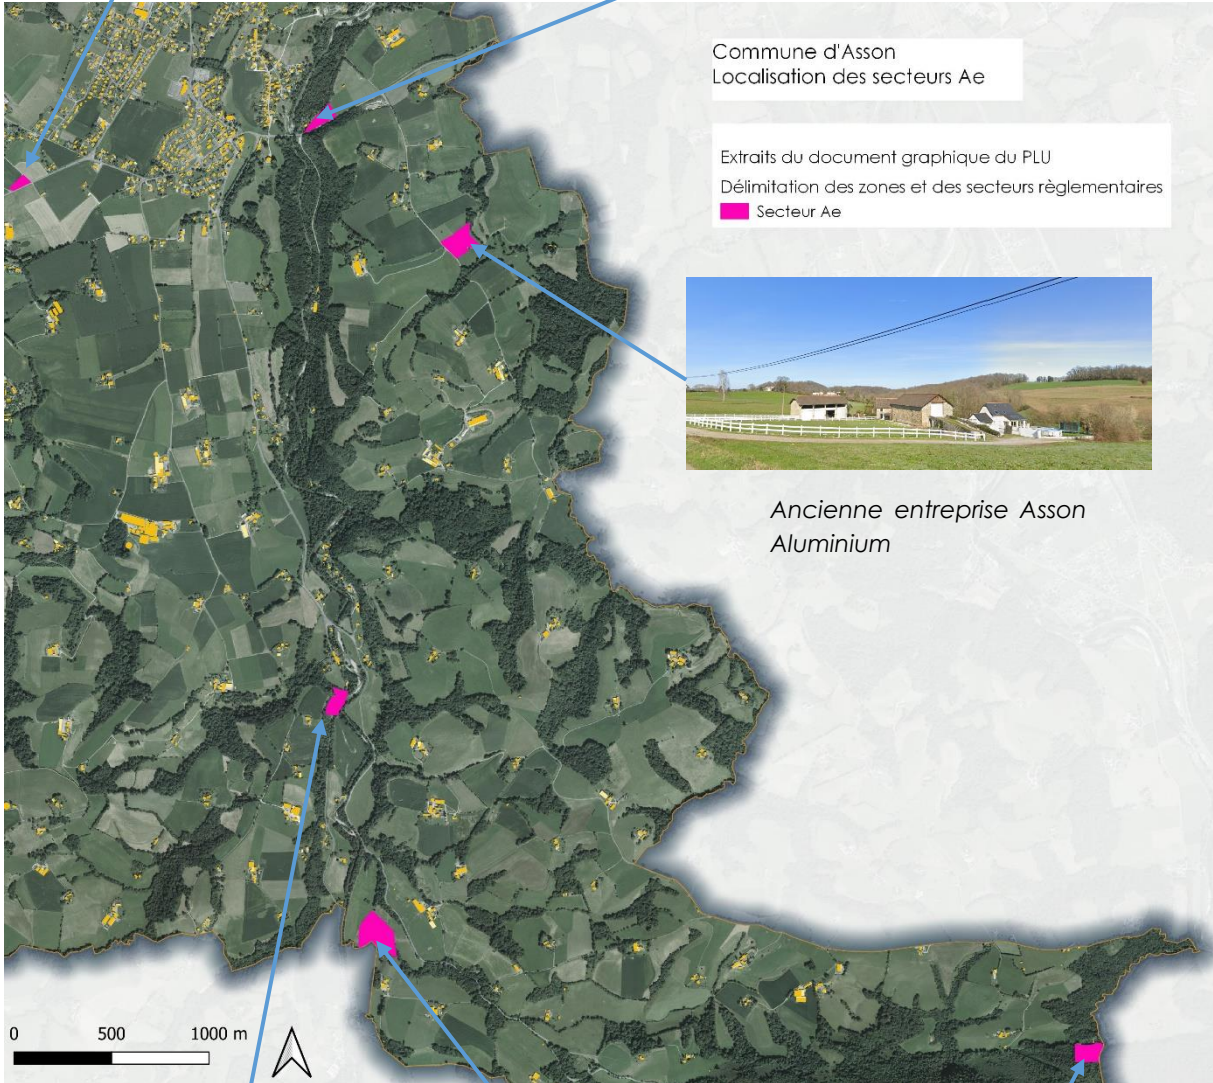 Commune d'Asson
Localisation des secteurs Ae
Extraits du document graphique du PLU
Délimitation des zones et des secteurs règlementaires
Secteur Ae
Ancienne entreprise Asson
Aluminium
0 500 1000 m